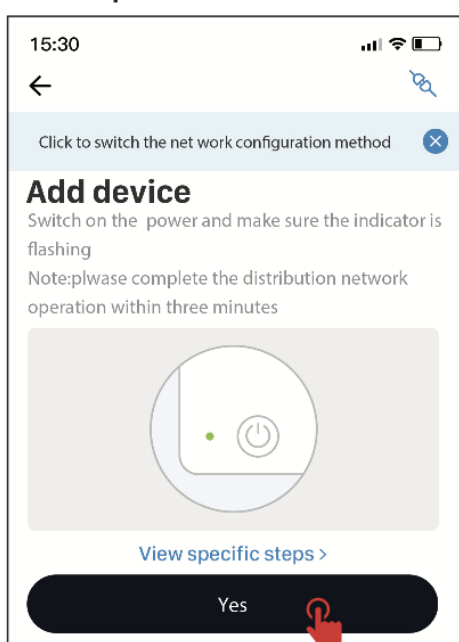 15:30
Click to switch the net work configuration method
Add device
Switch on the power and make sure the indicator is
flashing
Note:plwase complete the distribution network
operation within three minutes
View specific steps >
Yes